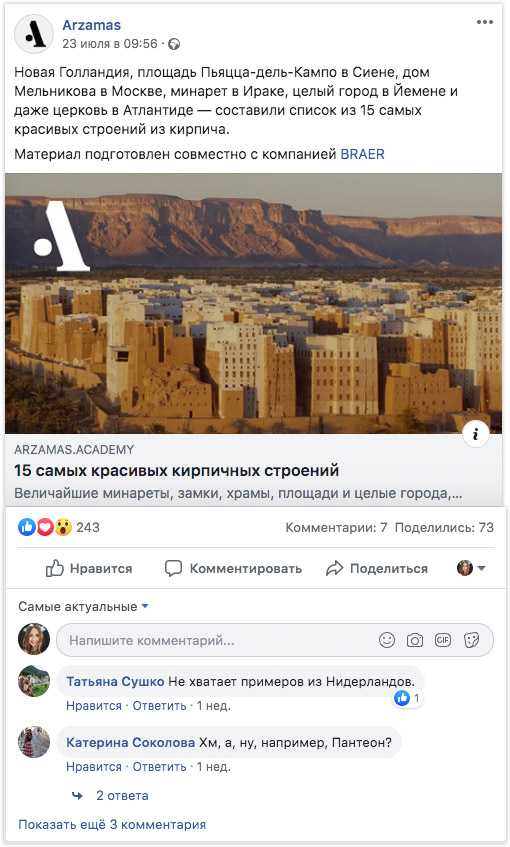 Arzamas
23 июля в 09:56 ·
Новая Голландия, площадь Пьяцца-дель-Кампо в Сиене, дом
Мельникова в Москве, минарет в Ираке, целый город в Йемене и
даже церковь в Атлантиде — составили список из 15 самых
красивых строений из кирпича.
Материал подготовлен совместно с компанией BRAER
ARZAMAS.ACADEMY
15 самых красивых кирпичных строений
Величайшие минареты, замки, храмы, площади и целые города,...
243 Комментарии: 7 Поделились: 73
Нравится Комментировать Поделиться
Самые актуальные
Напишите комментарий... GIF
Татьяна Сушко Не хватает примеров из Нидерландов.
1
Нравится · Ответить · 1 нед.
Катерина Соколова Хм, а, ну, например, Пантеон?
Нравится · Ответить · 1 нед.
2 ответа
Показать ещё 3 комментария